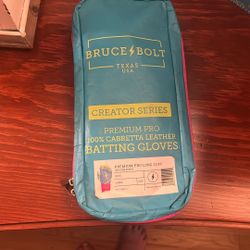 BRUCE BOLT
TEXAS
USA
CREATOR SERIES
PREMIUM PRO
100% CABRETTA LEATHER
BATTING GLOVES